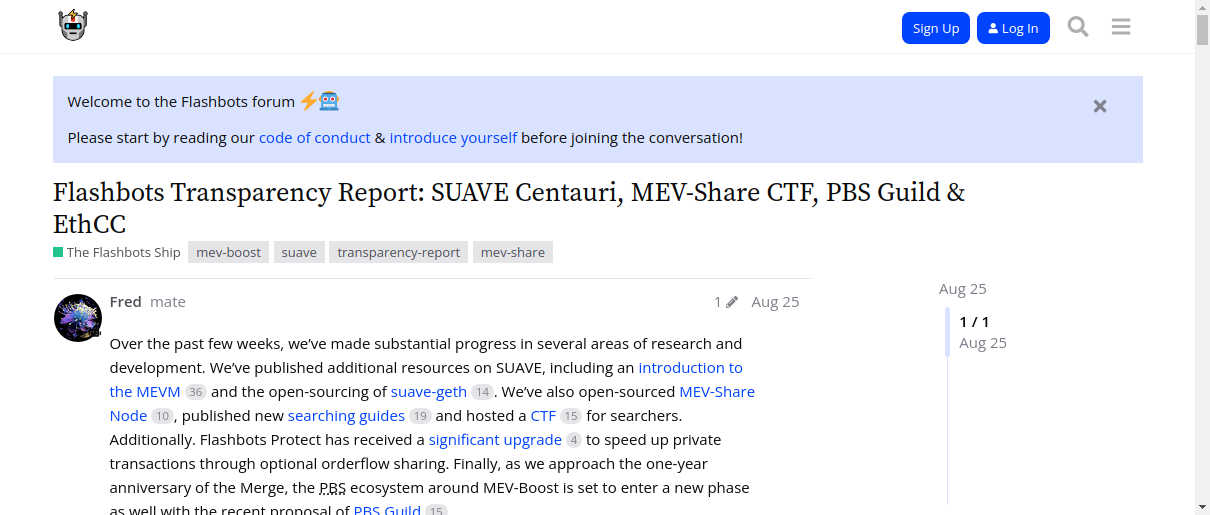 Sign Up
Log In
Welcome to the Flashbots forum
Please start by reading our code of conduct & introduce yourself before joining the conversation!
Flashbots Transparency Report: SUAVE Centauri, MEV-Share CTF, PBS Guild &
EthCC
The Flashbots Ship mev-boost suave transparency-report mev-share
Fred mate 1 Aug 25
Over the past few weeks, we’ve made substantial progress in several areas of research and
development. We’ve published additional resources on SUAVE, including an introduction to
the MEVM 36 and the open-sourcing of suave-geth 14. We’ve also open-sourced MEV-Share
Node 10, published new searching guides 19 and hosted a CTF 15 for searchers.
Additionally. Flashbots Protect has received a significant upgrade 4 to speed up private
transactions through optional orderflow sharing. Finally, as we approach the one-year
anniversary of the Merge, the PBS ecosystem around MEV-Boost is set to enter a new phase
as well with the recent proposal of PBS Guild 15
Aug 25
1 / 1
Aug 25